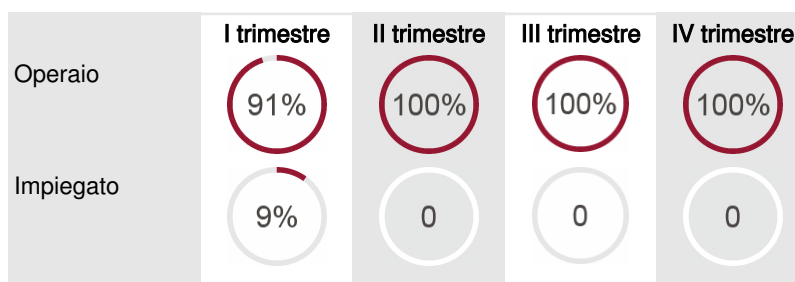 I trimestre II trimestre III trimestre IV trimestre
Operaio 91% 100% 100% 100%
Impiegato 9% 0 0 0